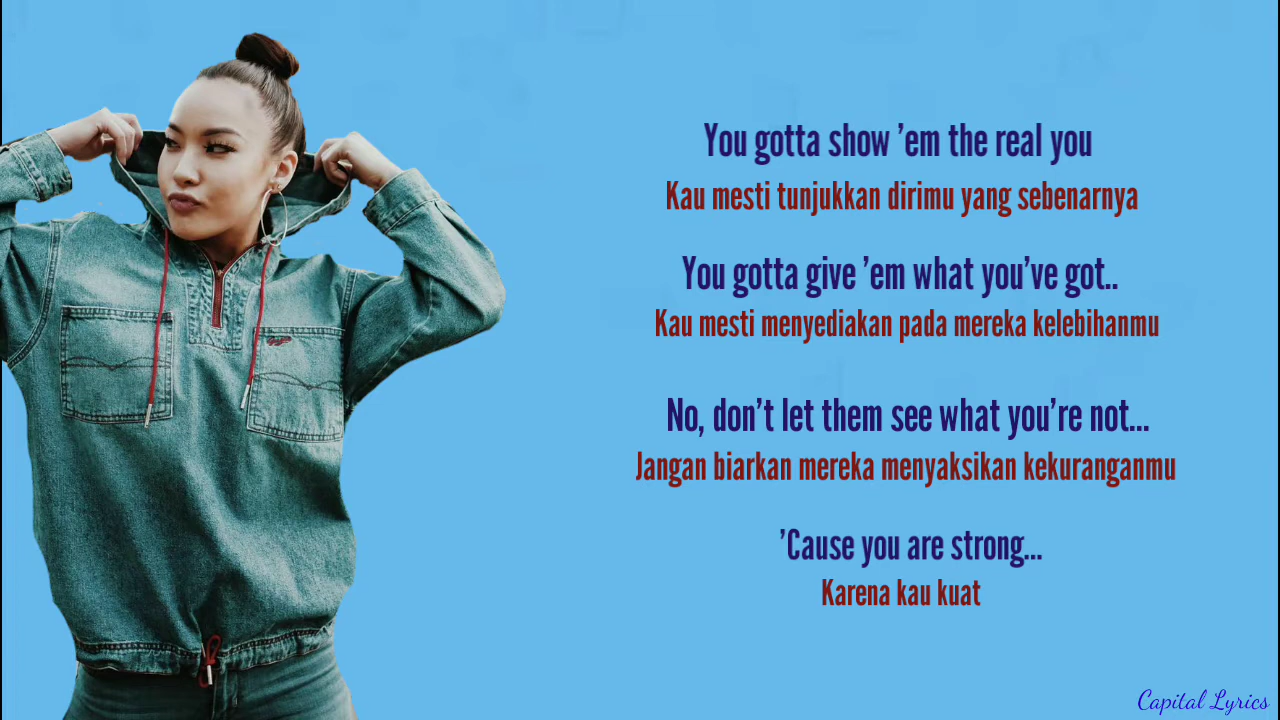 You gotta show ’em the real you
Kau mesti tunjukkan dirimu yang sebenarnya
You gotta give ’em what you’ve got..
Kau mesti menyediakan pada mereka kelebihanmu
No, don’t let them see what you’re not...
Jangan biarkan mereka menyaksikan kekuranganmu
’Cause you are strong...
Karena kau kuat
Capital Lyrics